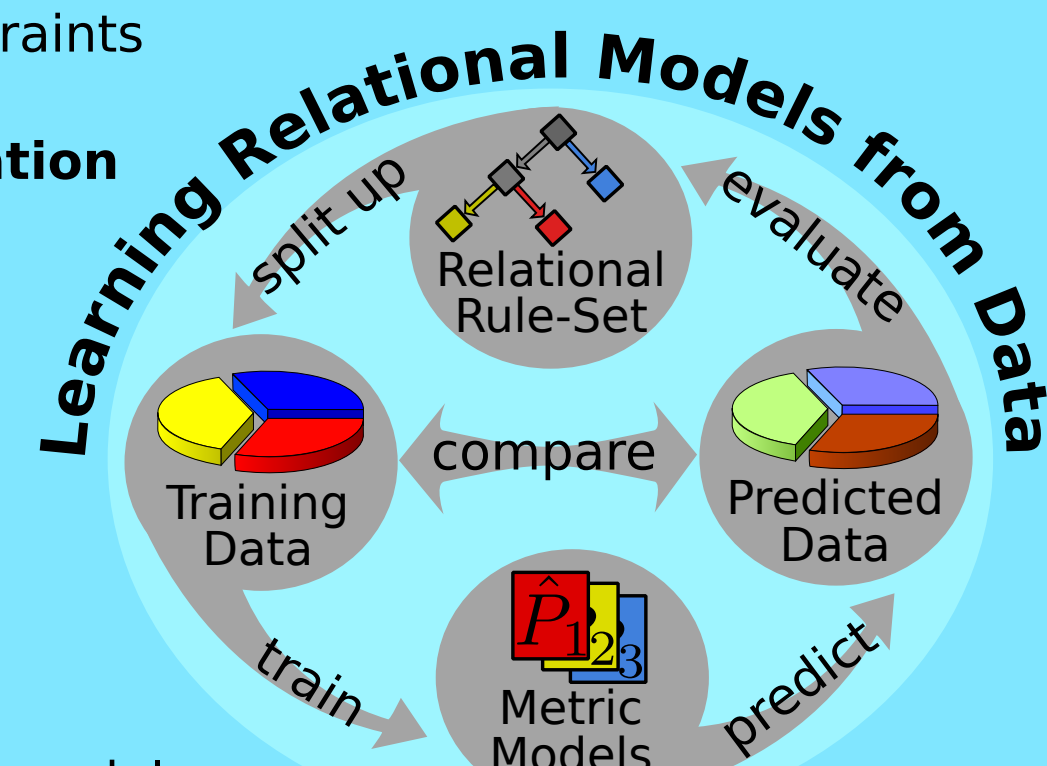 raints
ation
Learning Relational Models from Data
split up
evaluate
Relational
Rule-Set
compare
Training
Data
Predicted
Data
P̂1
2
3
train
predict
Metric
Models